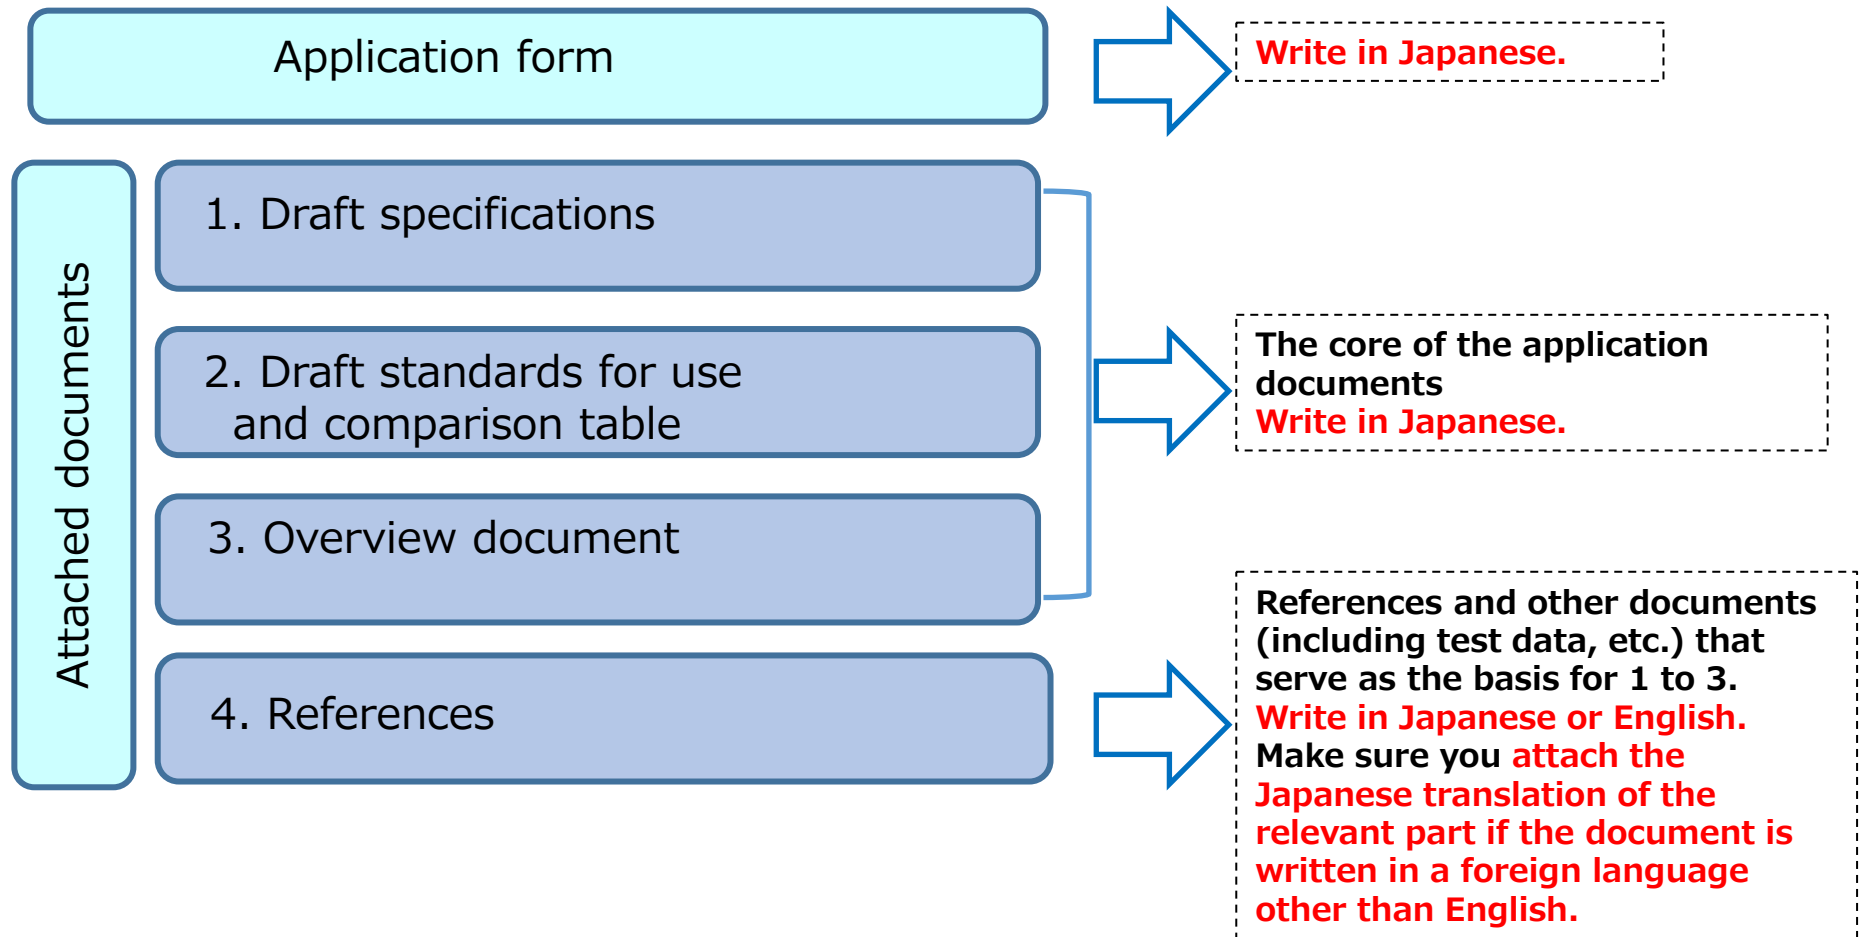 Application form
Write in Japanese.
Attached documents
1. Draft specifications
2. Draft standards for use
and comparison table
3. Overview document
The core of the application
documents
Write in Japanese.
4. References
References and other documents
(including test data, etc.) that
serve as the basis for 1 to 3.
Write in Japanese or English.
Make sure you attach the
Japanese translation of the
relevant part if the document is
written in a foreign language
other than English.